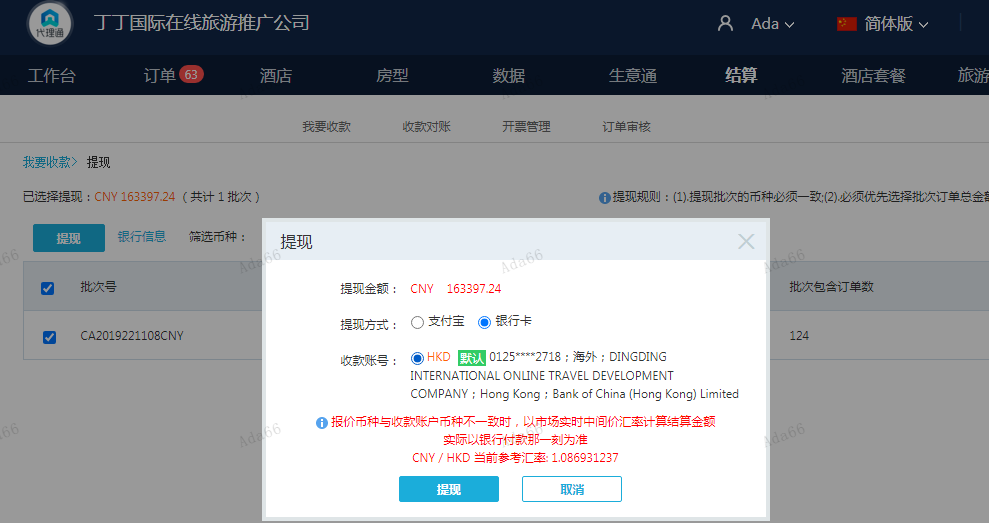 代理通
丁丁国际在线旅游推广公司
Ada
简体版
工作台 订单 63 酒店 房型 数据 生意通 结算 酒店套餐 旅游
我要收款 收款对账 开票管理 订单审核
我要收款> 提现
已选择提现：CNY 163397.24 （ 共计 1 批次 ）
提现规则：(1).提现批次的币种必须一致;(2).必须优先选择批次订单总金额
提现 银行信息 筛选币种：
批次号 批次包含订单数
CA2019221108CNY 124
提现
提现金额： CNY 163397.24
提现方式： 支付宝 银行卡
收款账号： HKD 默认 0125****2718；海外；DINGDING
INTERNATIONAL ONLINE TRAVEL DEVELOPMENT
COMPANY；Hong Kong；Bank of China (Hong Kong) Limited
报价币种与收款账户币种不一致时，以市场实时中间价汇率计算结算金额
实际以银行付款那一刻为准
CNY / HKD 当前参考汇率: 1.086931237
提现 取消
Ada66
Ada66
Ada66
Ada66
Ada66